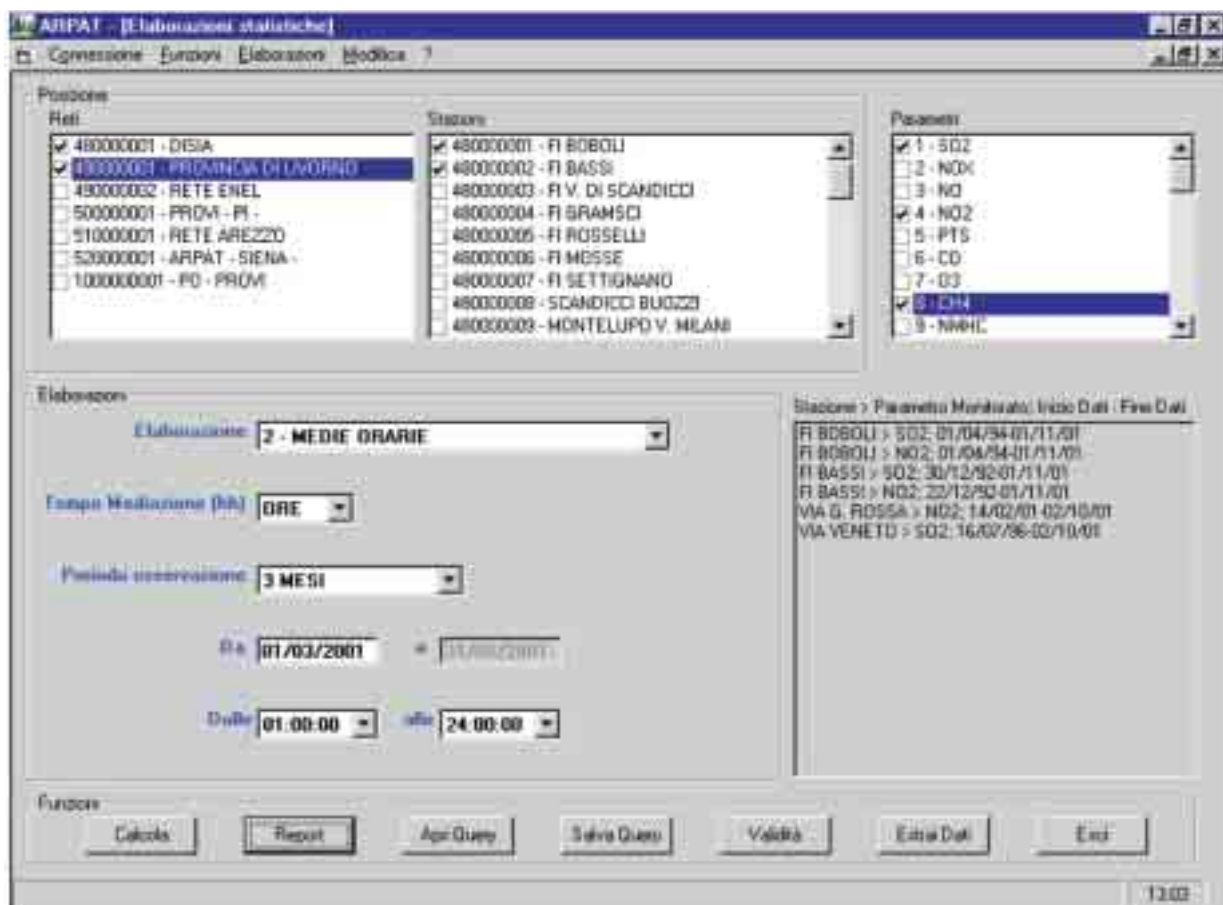 ARPAT - [Elaborazioni statistiche]
Connessione Funzioni Elaborazioni Modifica ?
Posizione
Reti
480000001 - DISIA
490000001 - PROVINCIA DI LIVORNO
490000002 - RETE ENEL
500000001 - PROVI - PI -
510000001 - RETE AREZZO
520000001 - ARPAT - SIENA -
1000000001 - PO - PROVI
Stazioni
480000001 - FI BOBOLI
480000002 - FI BASSI
480000003 - FI V. DI SCANDICCI
480000004 - FI GRAMSCI
480000005 - FI ROSSELLI
480000006 - FI MOSSE
480000007 - FI SETTIGNANO
480000008 - SCANDICCI BUOZZI
480000009 - MONTELUPO V. MILANI
Parametri
1 - SO2
2 - NOX
3 - NO
4 - NO2
5 - PTS
6 - CO
7 - O3
8 - CH4
9 - NMHC
Elaborazioni
Elaborazione 2 - MEDIE ORARIE
Tempo Mediazione (hh) ORE
Periodo osservazione 3 MESI
Da 01/03/2001 a
Dalle 01:00:00 alle 24:00:00
Stazione > Parametro Monitorato; Inizio Dati - Fine Dati
FI BOBOLI > SO2; 01/04/94-01/11/01
FI BOBOLI > NO2; 01/04/94-01/11/01
FI BASSI > SO2; 30/12/92-01/11/01
FI BASSI > NO2; 22/12/92-01/11/01
VIA G. ROSSA > NO2; 14/02/01-02/10/01
VIA VENETO > SO2; 16/07/96-02/10/01
Funzioni
Calcola Report Apri Query Salva Query Validità Estrai Dati Esci
13:03